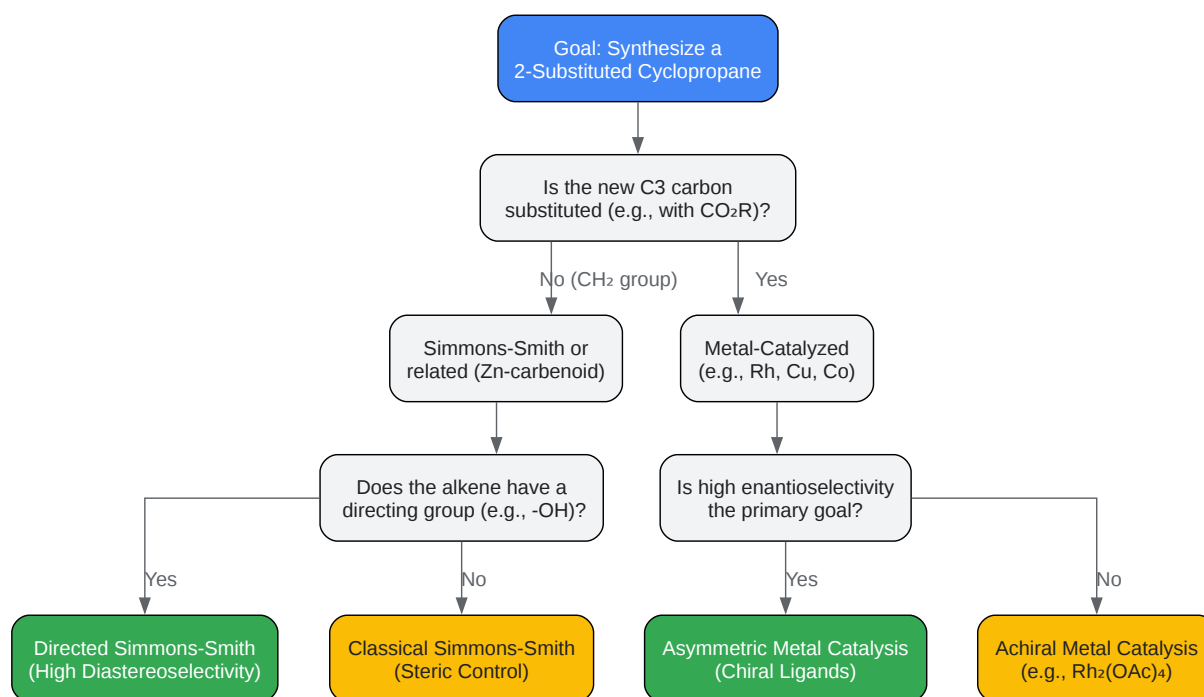 Goal: Synthesize a
2-Substituted Cyclopropane
Is the new C3 carbon
substituted (e.g., with CO₂R)?
No (CH₂ group)
Yes
Simmons-Smith or
related (Zn-carbenoid)
Metal-Catalyzed
(e.g., Rh, Cu, Co)
Does the alkene have a
directing group (e.g., -OH)?
Is high enantioselectivity
the primary goal?
Yes
No
Yes
No
Directed Simmons-Smith
(High Diastereoselectivity)
Classical Simmons-Smith
(Steric Control)
Asymmetric Metal Catalysis
(Chiral Ligands)
Achiral Metal Catalysis
(e.g., Rh₂(OAc)₄)